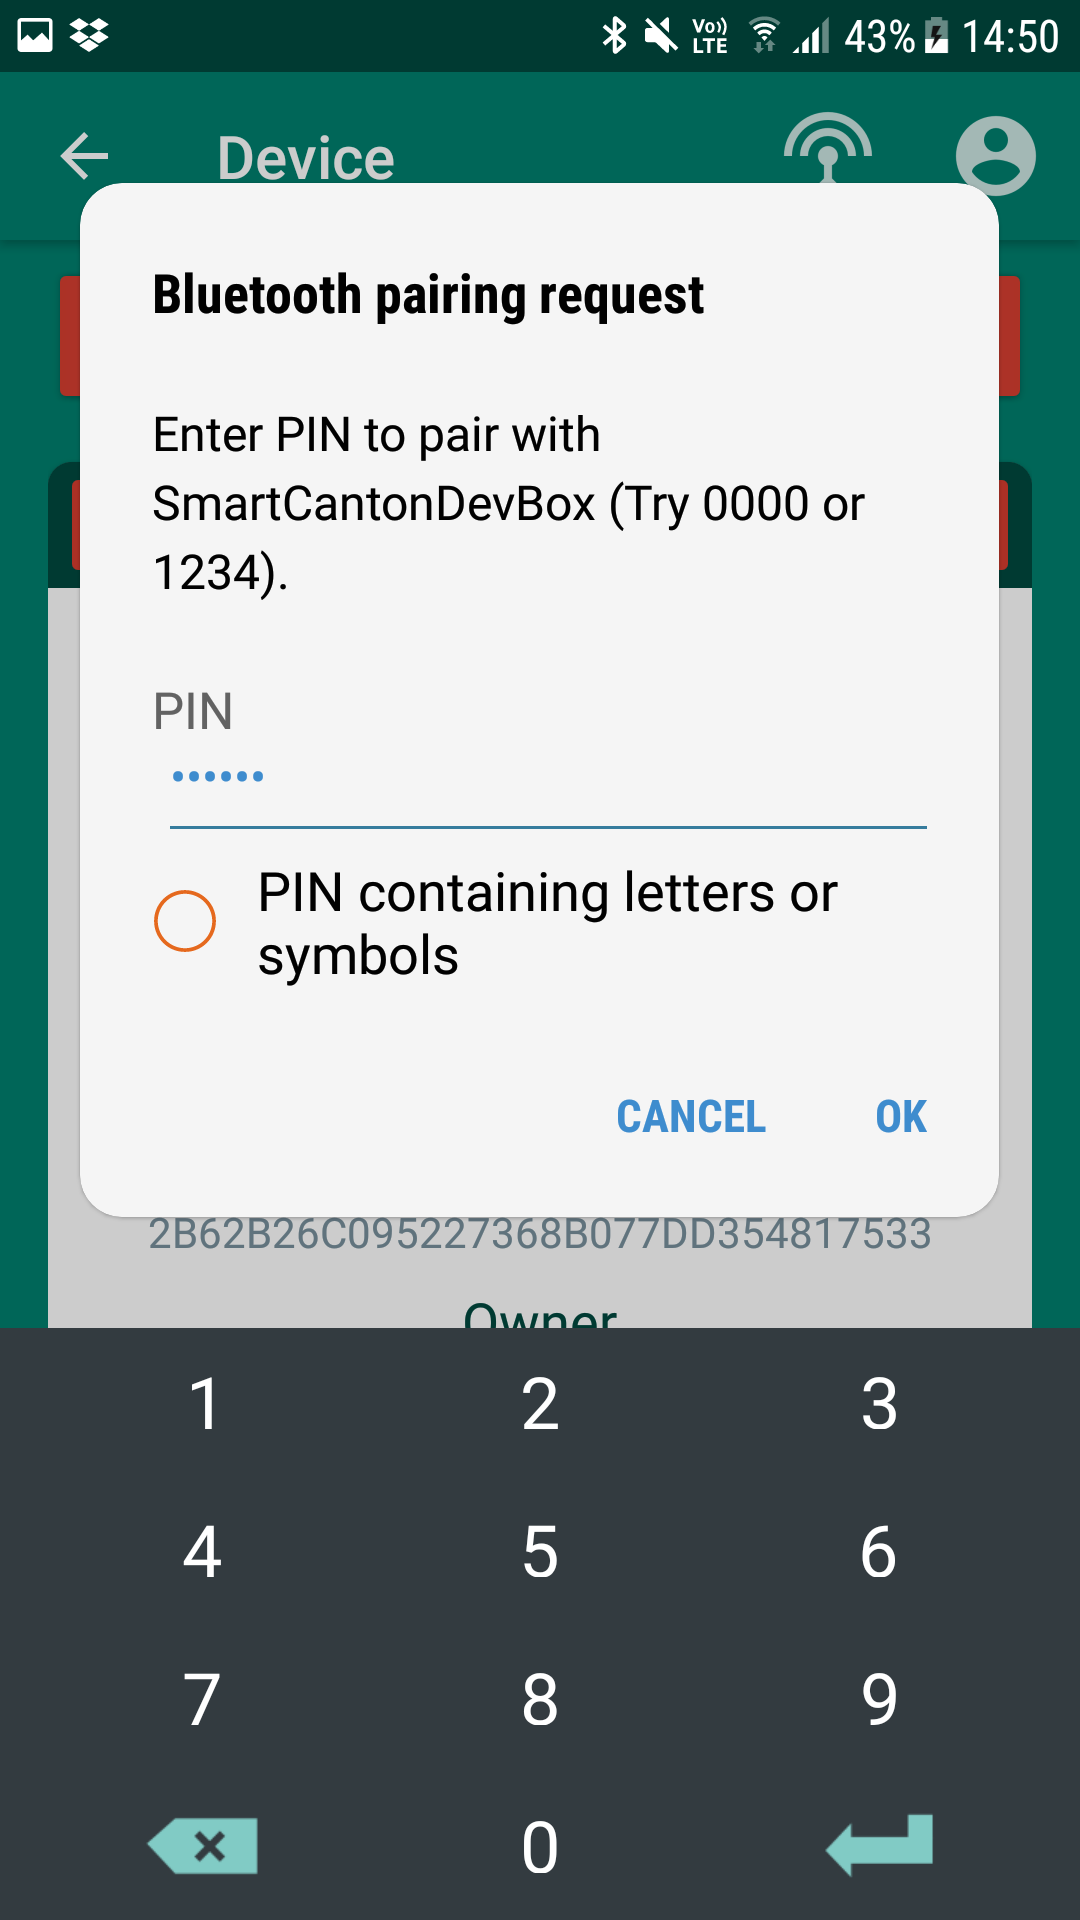 Vo)) LTE 43% 14:50
Device
Bluetooth pairing request
Enter PIN to pair with
SmartCantonDevBox (Try 0000 or
1234).
PIN
••••••
PIN containing letters or
symbols
CANCEL OK
2B62B26C095227368B077DD354817533
Owner
1 2 3
4 5 6
7 8 9
0